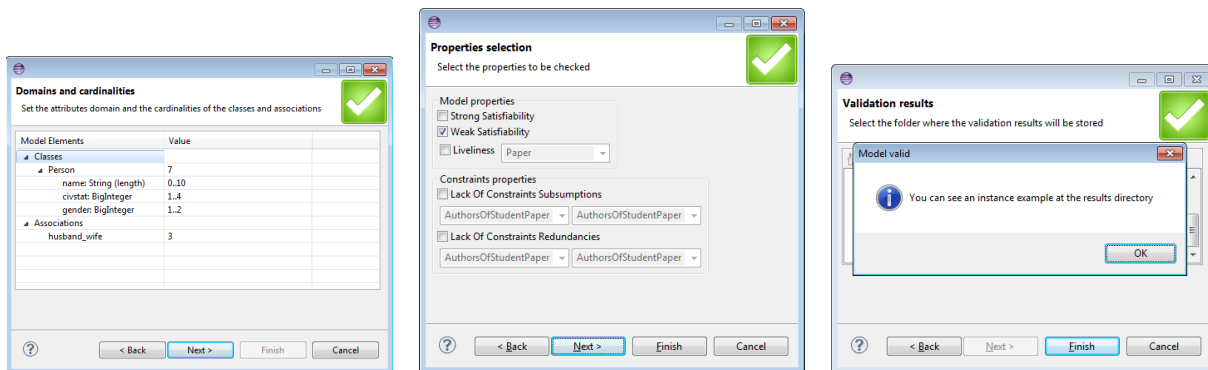 Domains and cardinalities
Set the attributes domain and the cardinalities of the classes and associations
Model Elements Value
Classes
Person 7
name: String (length) 0..10
civstat: BigInteger 1..4
gender: BigInteger 1..2
Associations
husband_wife 3
? < Back Next > Finish Cancel
Properties selection
Select the properties to be checked
Model properties
Strong Satisfiability
Weak Satisfiability
Liveliness Paper
Constraints properties
Lack Of Constraints Subsumptions
AuthorsOfStudentPaper AuthorsOfStudentPaper
Lack Of Constraints Redundancies
AuthorsOfStudentPaper AuthorsOfStudentPaper
? < Back Next > Finish Cancel
Validation results
Select the folder where the validation results will be stored
Model valid
You can see an instance example at the results directory
OK
? < Back Next > Finish Cancel